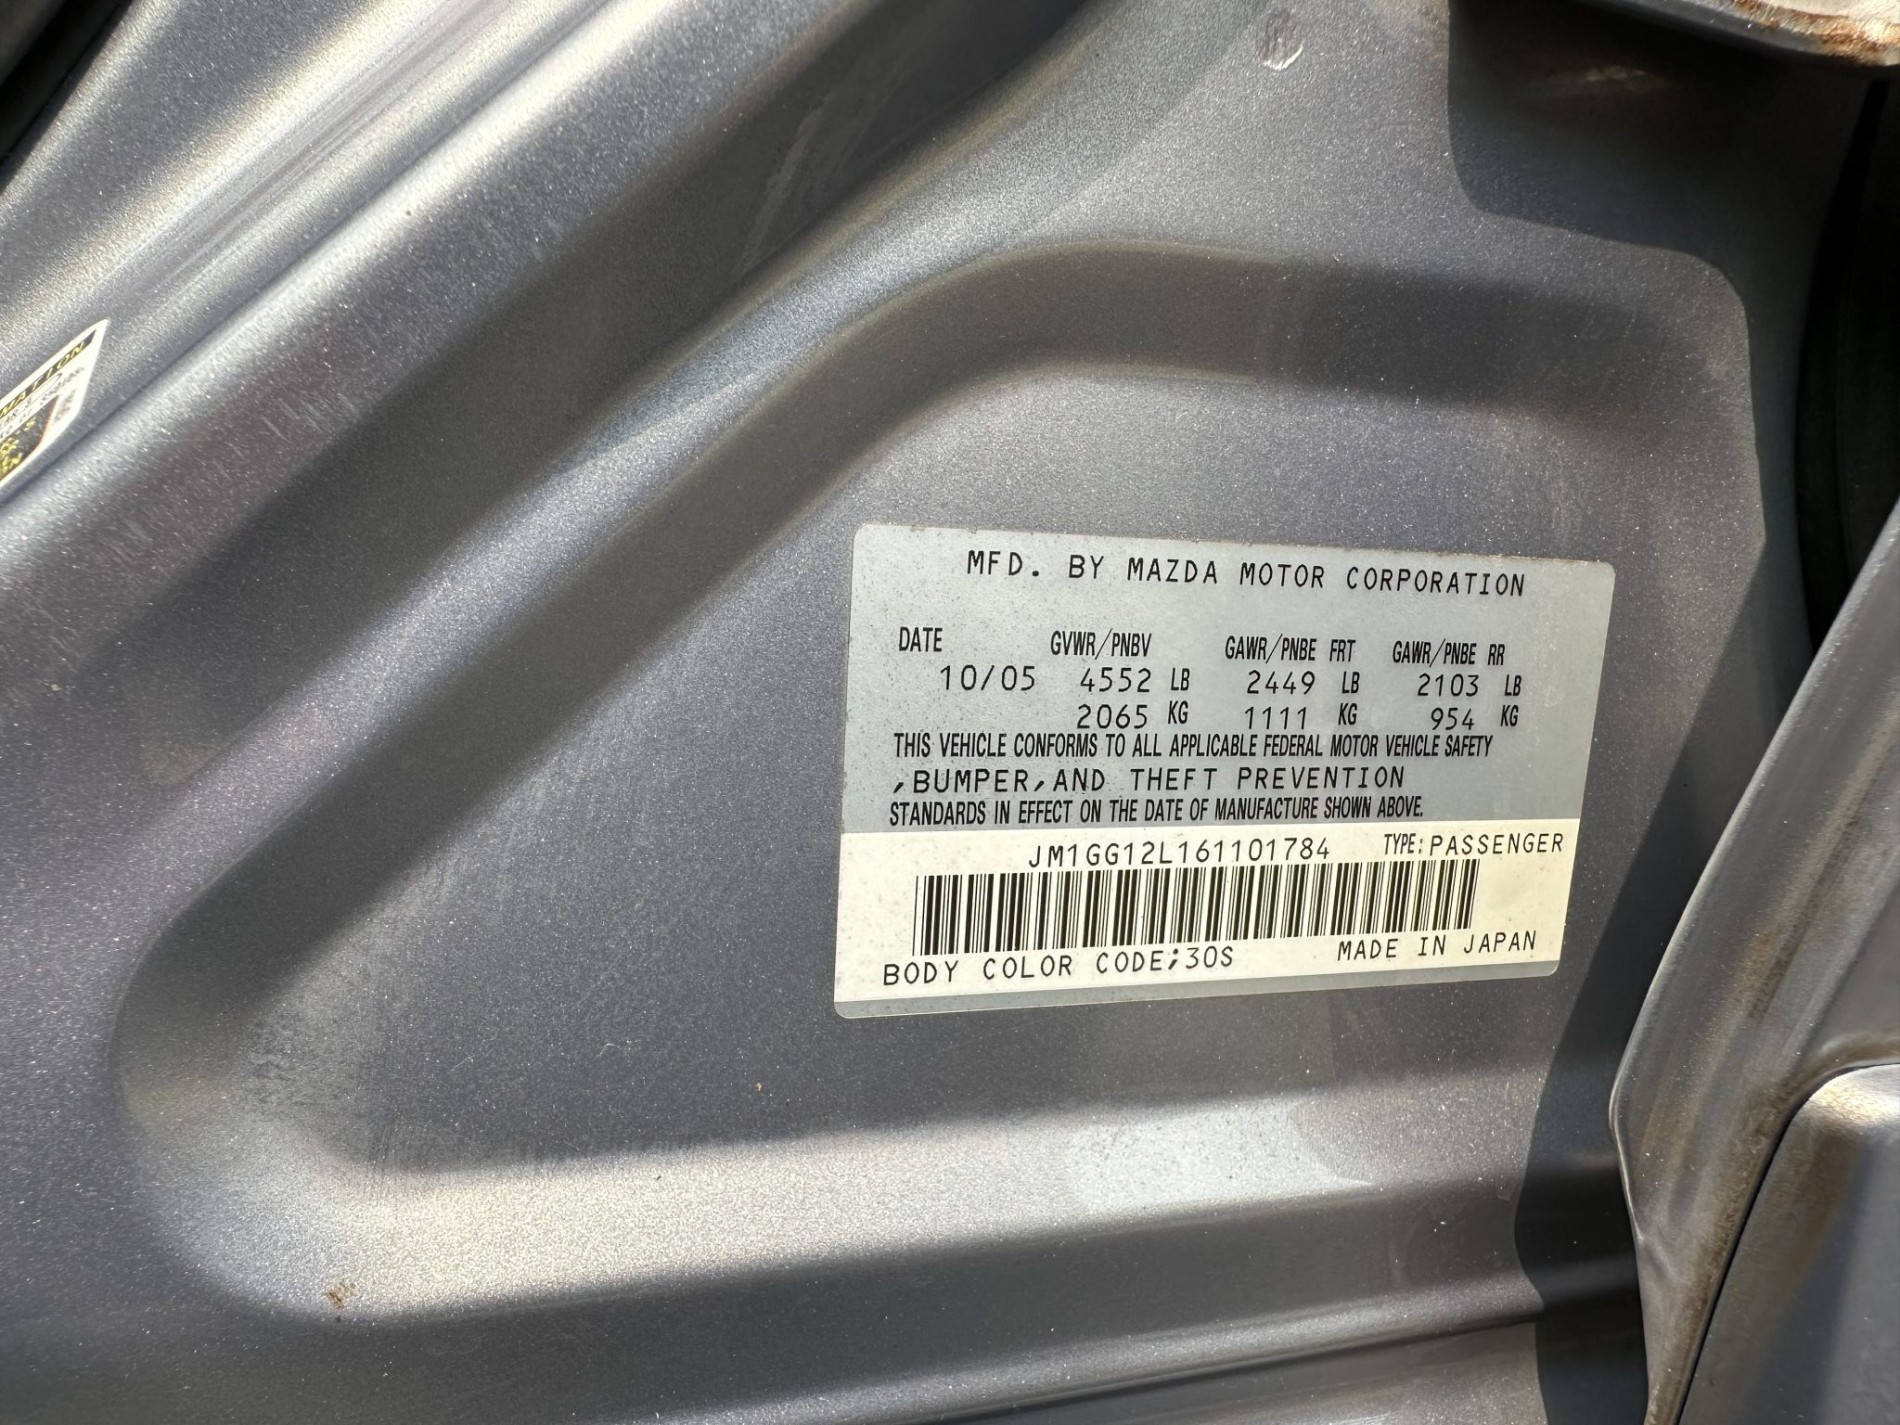 MATION
MFD. BY MAZDA MOTOR CORPORATION
DATE GVWR/PNBV GAWR/PNBE FRT GAWR/PNBE RR
10/05 4552 LB 2449 LB 2103 LB
2065 KG 1111 KG 954 KG
THIS VEHICLE CONFORMS TO ALL APPLICABLE FEDERAL MOTOR VEHICLE SAFETY
,BUMPER,AND THEFT PREVENTION
STANDARDS IN EFFECT ON THE DATE OF MANUFACTURE SHOWN ABOVE.
JM1GG12L161101784 TYPE:PASSENGER
BODY COLOR CODE;30S MADE IN JAPAN